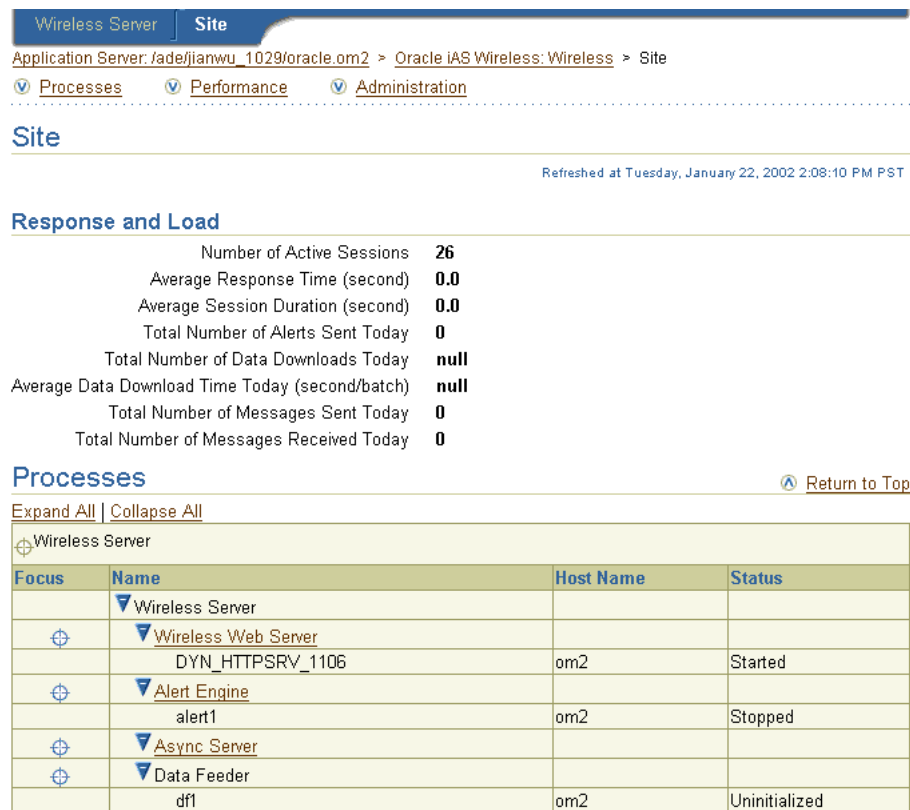 Wireless Server Site
Application Server: /ade/jianwu_1029/oracle.om2 > Oracle iAS Wireless: Wireless > Site
Processes Performance Administration
Site
Refreshed at Tuesday, January 22, 2002 2:08:10 PM PST
Response and Load
Number of Active Sessions 26
Average Response Time (second) 0.0
Average Session Duration (second) 0.0
Total Number of Alerts Sent Today 0
Total Number of Data Downloads Today null
Average Data Download Time Today (second/batch) null
Total Number of Messages Sent Today 0
Total Number of Messages Received Today 0
Processes Return to Top
Expand All | Collapse All
Wireless Server
Focus Name Host Name Status
Wireless Server
Wireless Web Server
DYN_HTTPSRV_1106 om2 Started
Alert Engine
alert1 om2 Stopped
Async Server
Data Feeder
df1 om2 Uninitialized